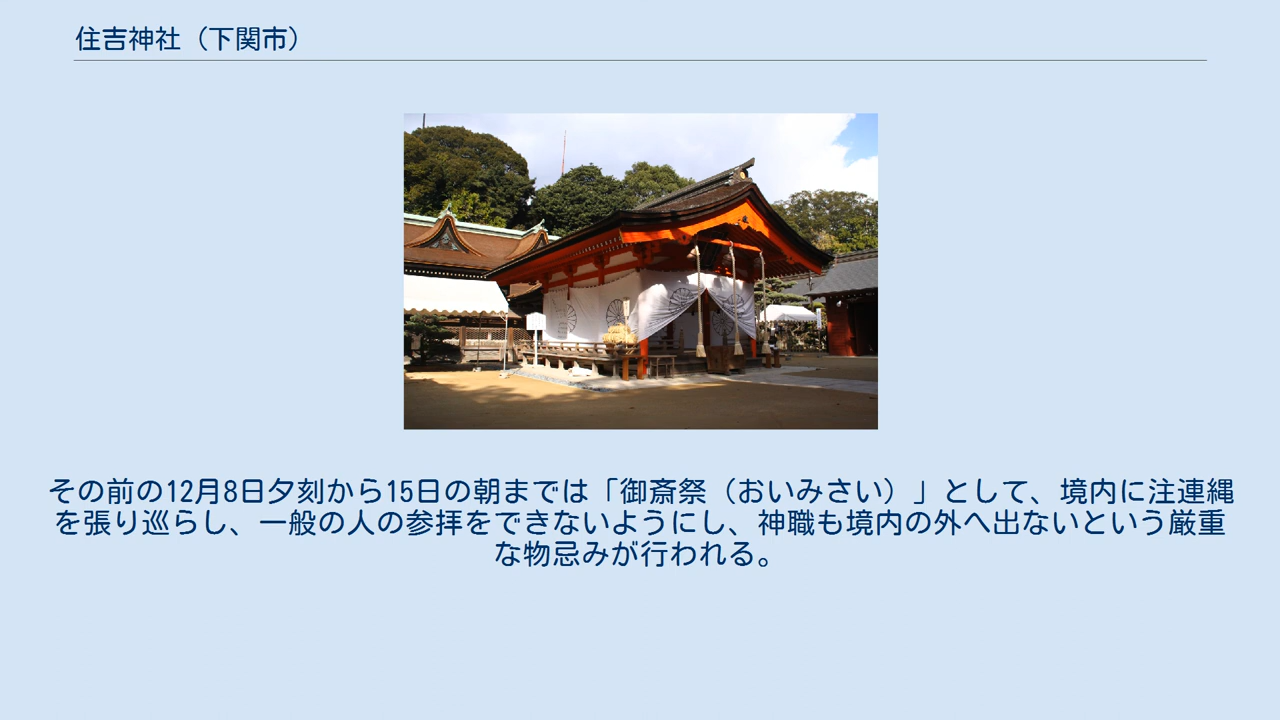 住吉神社（下関市）
その前の12月8日夕刻から15日の朝までは「御斎祭（おいみさい）」として、境内に注連縄
を張り巡らし、一般の人の参拝をできないようにし、神職も境内の外へ出ないという厳重
な物忌みが行われる。